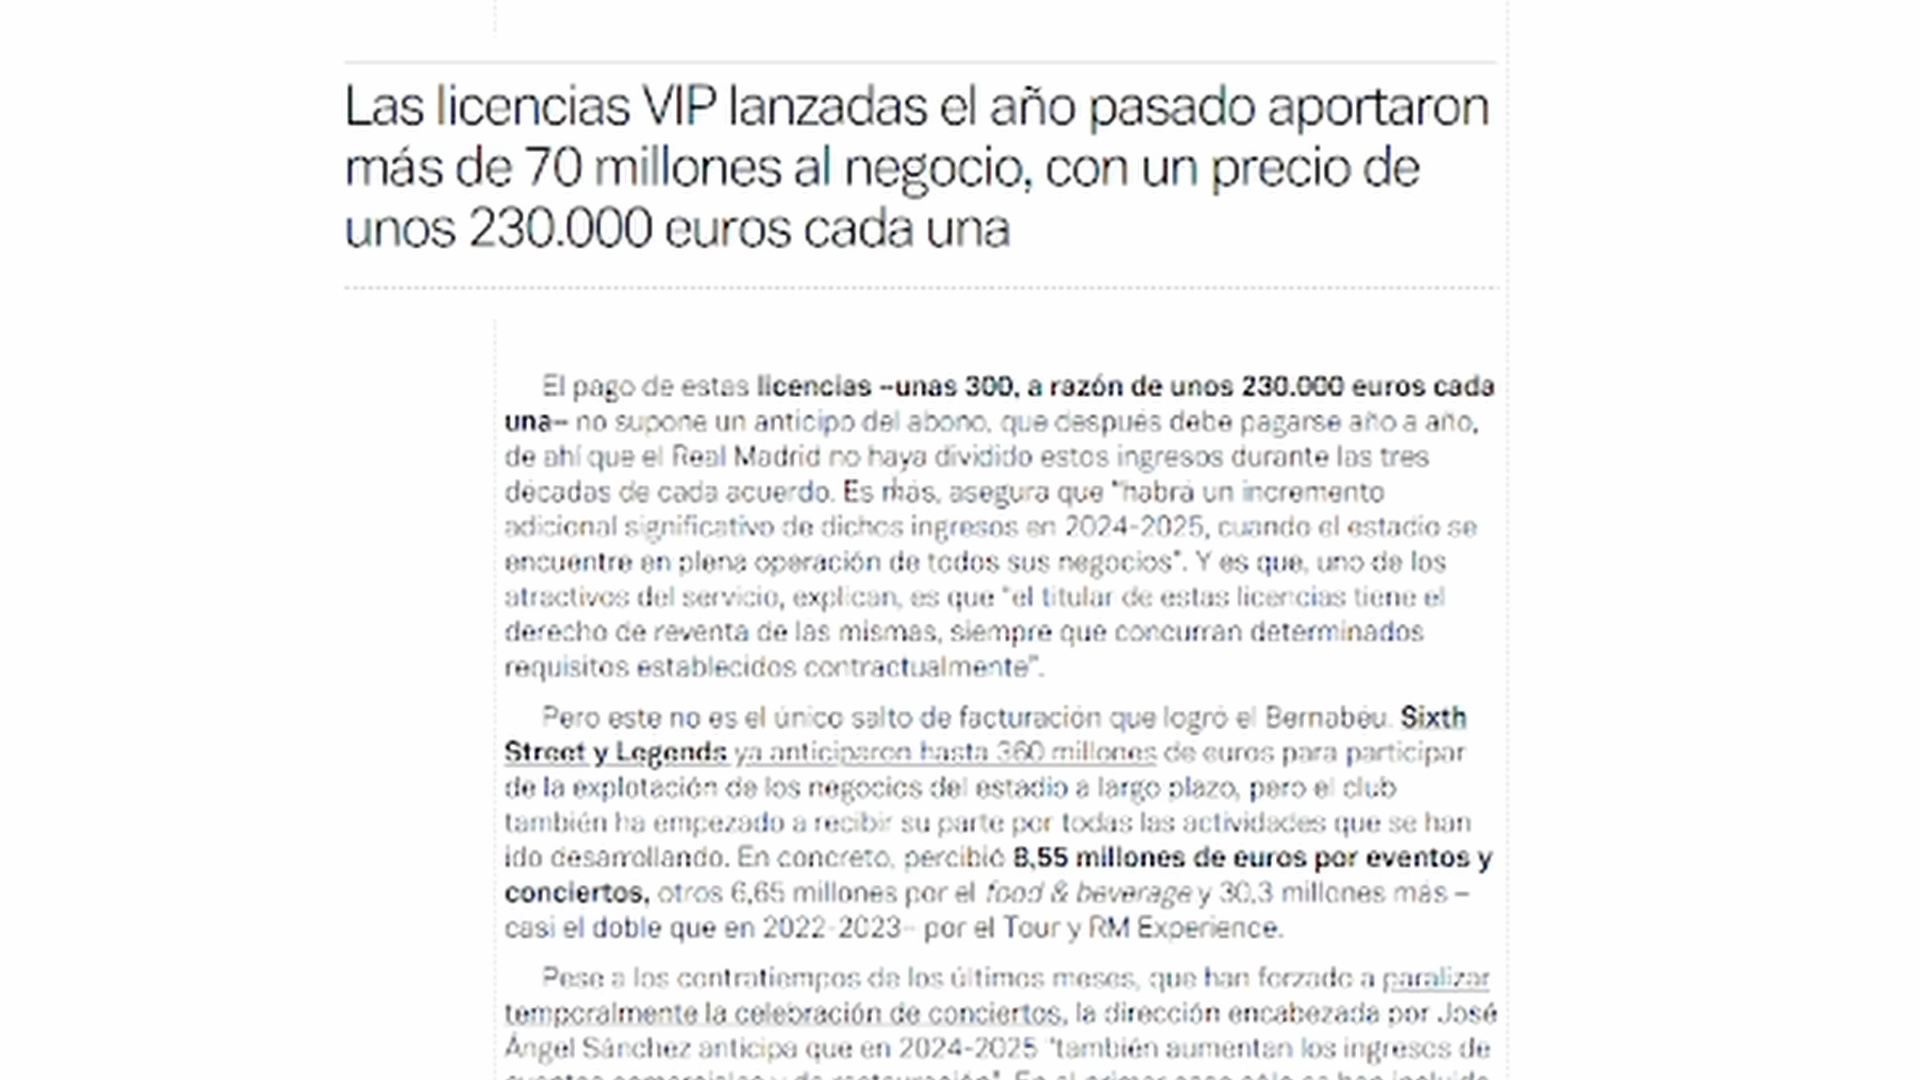 Las licencias VIP lanzadas el año pasado aportaron
más de 70 millones al negocio, con un precio de
unos 230.000 euros cada una
El pago de estas licencias –unas 300, a razón de unos 230.000 euros cada
una– no supone un anticipo del abono, que después debe pagarse año a año,
de ahí que el Real Madrid no haya dividido estos ingresos durante las tres
décadas de cada acuerdo. Es más, asegura que "habrá un incremento
adicional significativo de dichos ingresos en 2024-2025, cuando el estadio se
encuentre en plena operación de todos sus negocios". Y es que, uno de los
atractivos del servicio, explican, es que "el titular de estas licencias tiene el
derecho de reventa de las mismas, siempre que concurran determinados
requisitos establecidos contractualmente".
Pero este no es el único salto de facturación que logró el Bernabéu. Sixth
Street y Legends ya anticiparon hasta 360 millones de euros para participar
de la explotación de los negocios del estadio a largo plazo, pero el club
también ha empezado a recibir su parte por todas las actividades que se han
ido desarrollando. En concreto, percibió 8,55 millones de euros por eventos y
conciertos, otros 6,65 millones por el food & beverage y 30,3 millones más –
casi el doble que en 2022-2023– por el Tour y RM Experience.
Pese a los contratiempos de los últimos meses, que han forzado a paralizar
temporalmente la celebración de conciertos, la dirección encabezada por José
Ángel Sánchez anticipa que en 2024-2025 "también aumentan los ingresos de